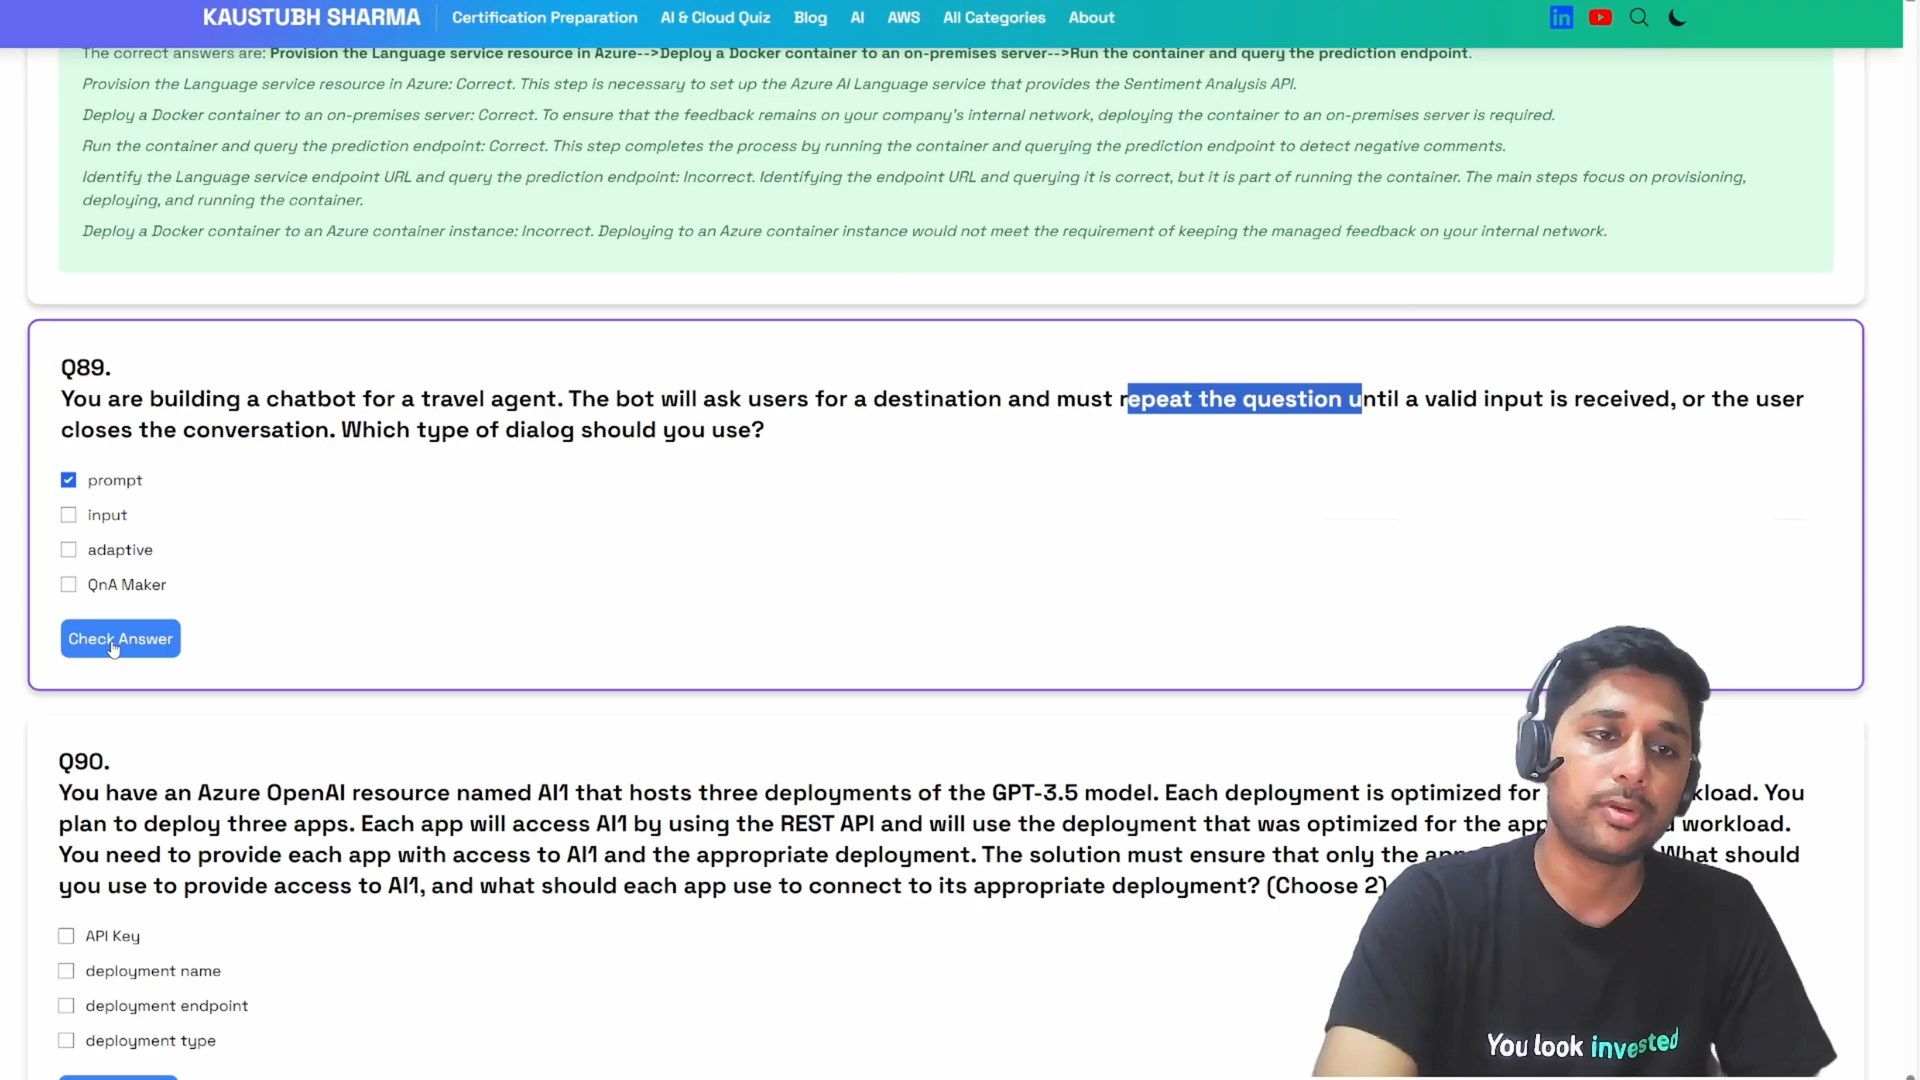 KAUSTUBH SHARMA Certification Preparation AI & Cloud Quiz Blog AI AWS All Categories About in
The correct answers are: Provision the Language service resource in Azure-->Deploy a Docker container to an on-premises server-->Run the container and query the prediction endpoint.
Provision the Language service resource in Azure: Correct. This step is necessary to set up the Azure AI Language service that provides the Sentiment Analysis API.
Deploy a Docker container to an on-premises server: Correct. To ensure that the feedback remains on your company's internal network, deploying the container to an on-premises server is required.
Run the container and query the prediction endpoint: Correct. This step completes the process by running the container and querying the prediction endpoint to detect negative comments.
Identify the Language service endpoint URL and query the prediction endpoint: Incorrect. Identifying the endpoint URL and querying it is correct, but it is part of running the container. The main steps focus on provisioning,
deploying, and running the container.
Deploy a Docker container to an Azure container instance: Incorrect. Deploying to an Azure container instance would not meet the requirement of keeping the managed feedback on your internal network.
Q89.
You are building a chatbot for a travel agent. The bot will ask users for a destination and must repeat the question until a valid input is received, or the user
closes the conversation. Which type of dialog should you use?
prompt
input
adaptive
QnA Maker
Check Answer
Q90.
You have an Azure OpenAI resource named AI1 that hosts three deployments of the GPT-3.5 model. Each deployment is optimized for kload. You
plan to deploy three apps. Each app will access AI1 by using the REST API and will use the deployment that was optimized for the app workload.
You need to provide each app with access to AI1 and the appropriate deployment. The solution must ensure that only the What should
you use to provide access to AI1, and what should each app use to connect to its appropriate deployment? (Choose 2)
API Key
deployment name
deployment endpoint
deployment type
You look invested